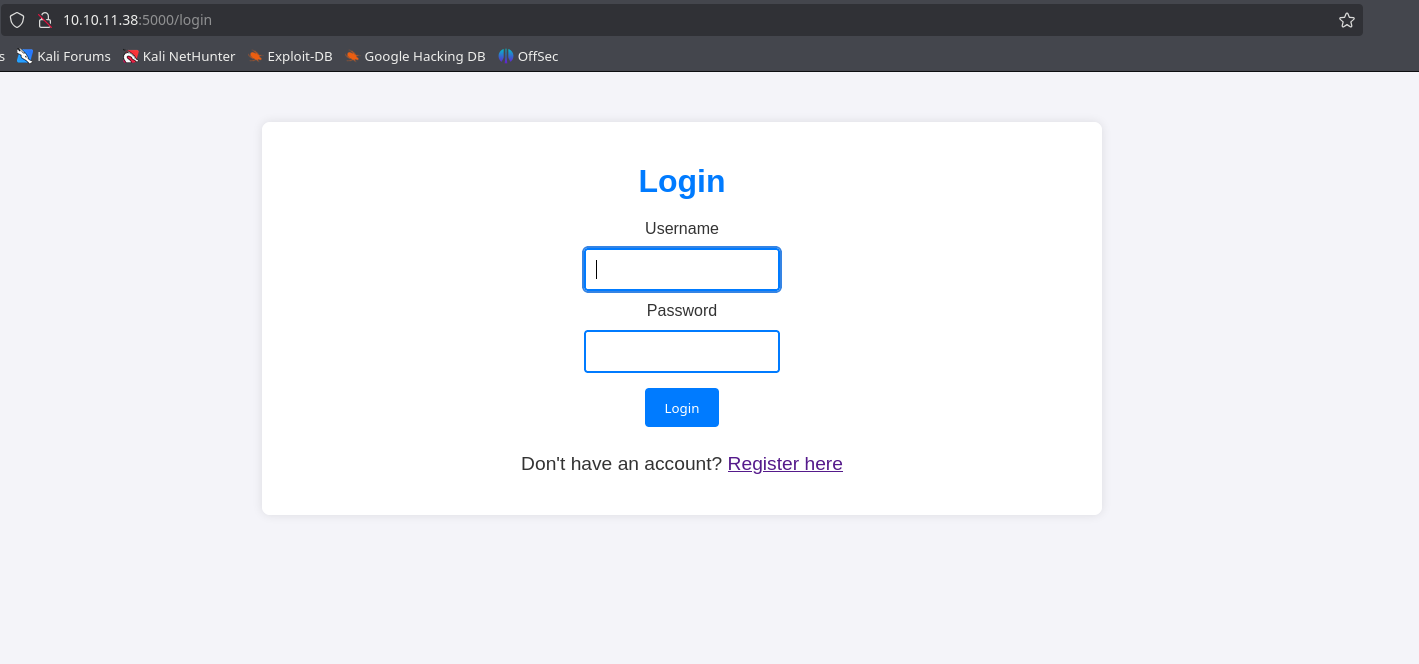 10.10.11.38:5000/login
s Kali Forums Kali NetHunter Exploit-DB Google Hacking DB OffSec
Login
Username
Password
Login
Don't have an account? Register here